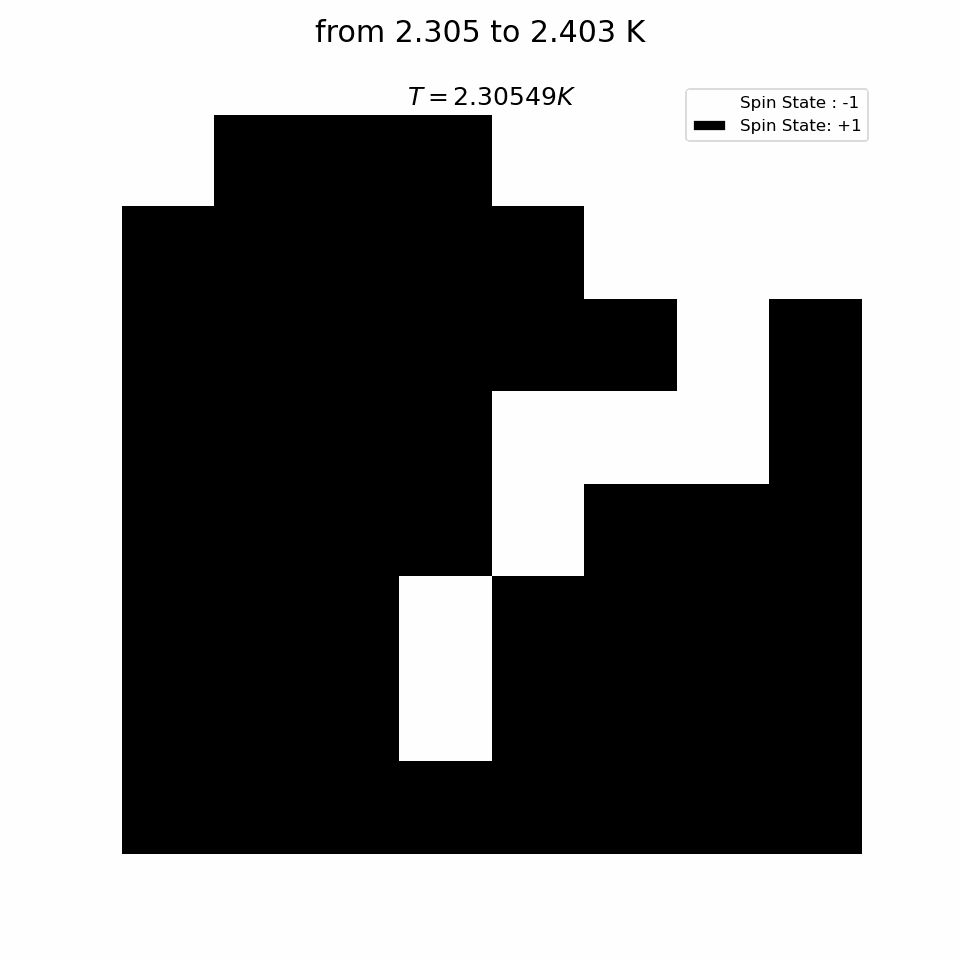 from 2.305 to 2.403 K
T = 2.30549K
Spin State : -1
Spin State: +1